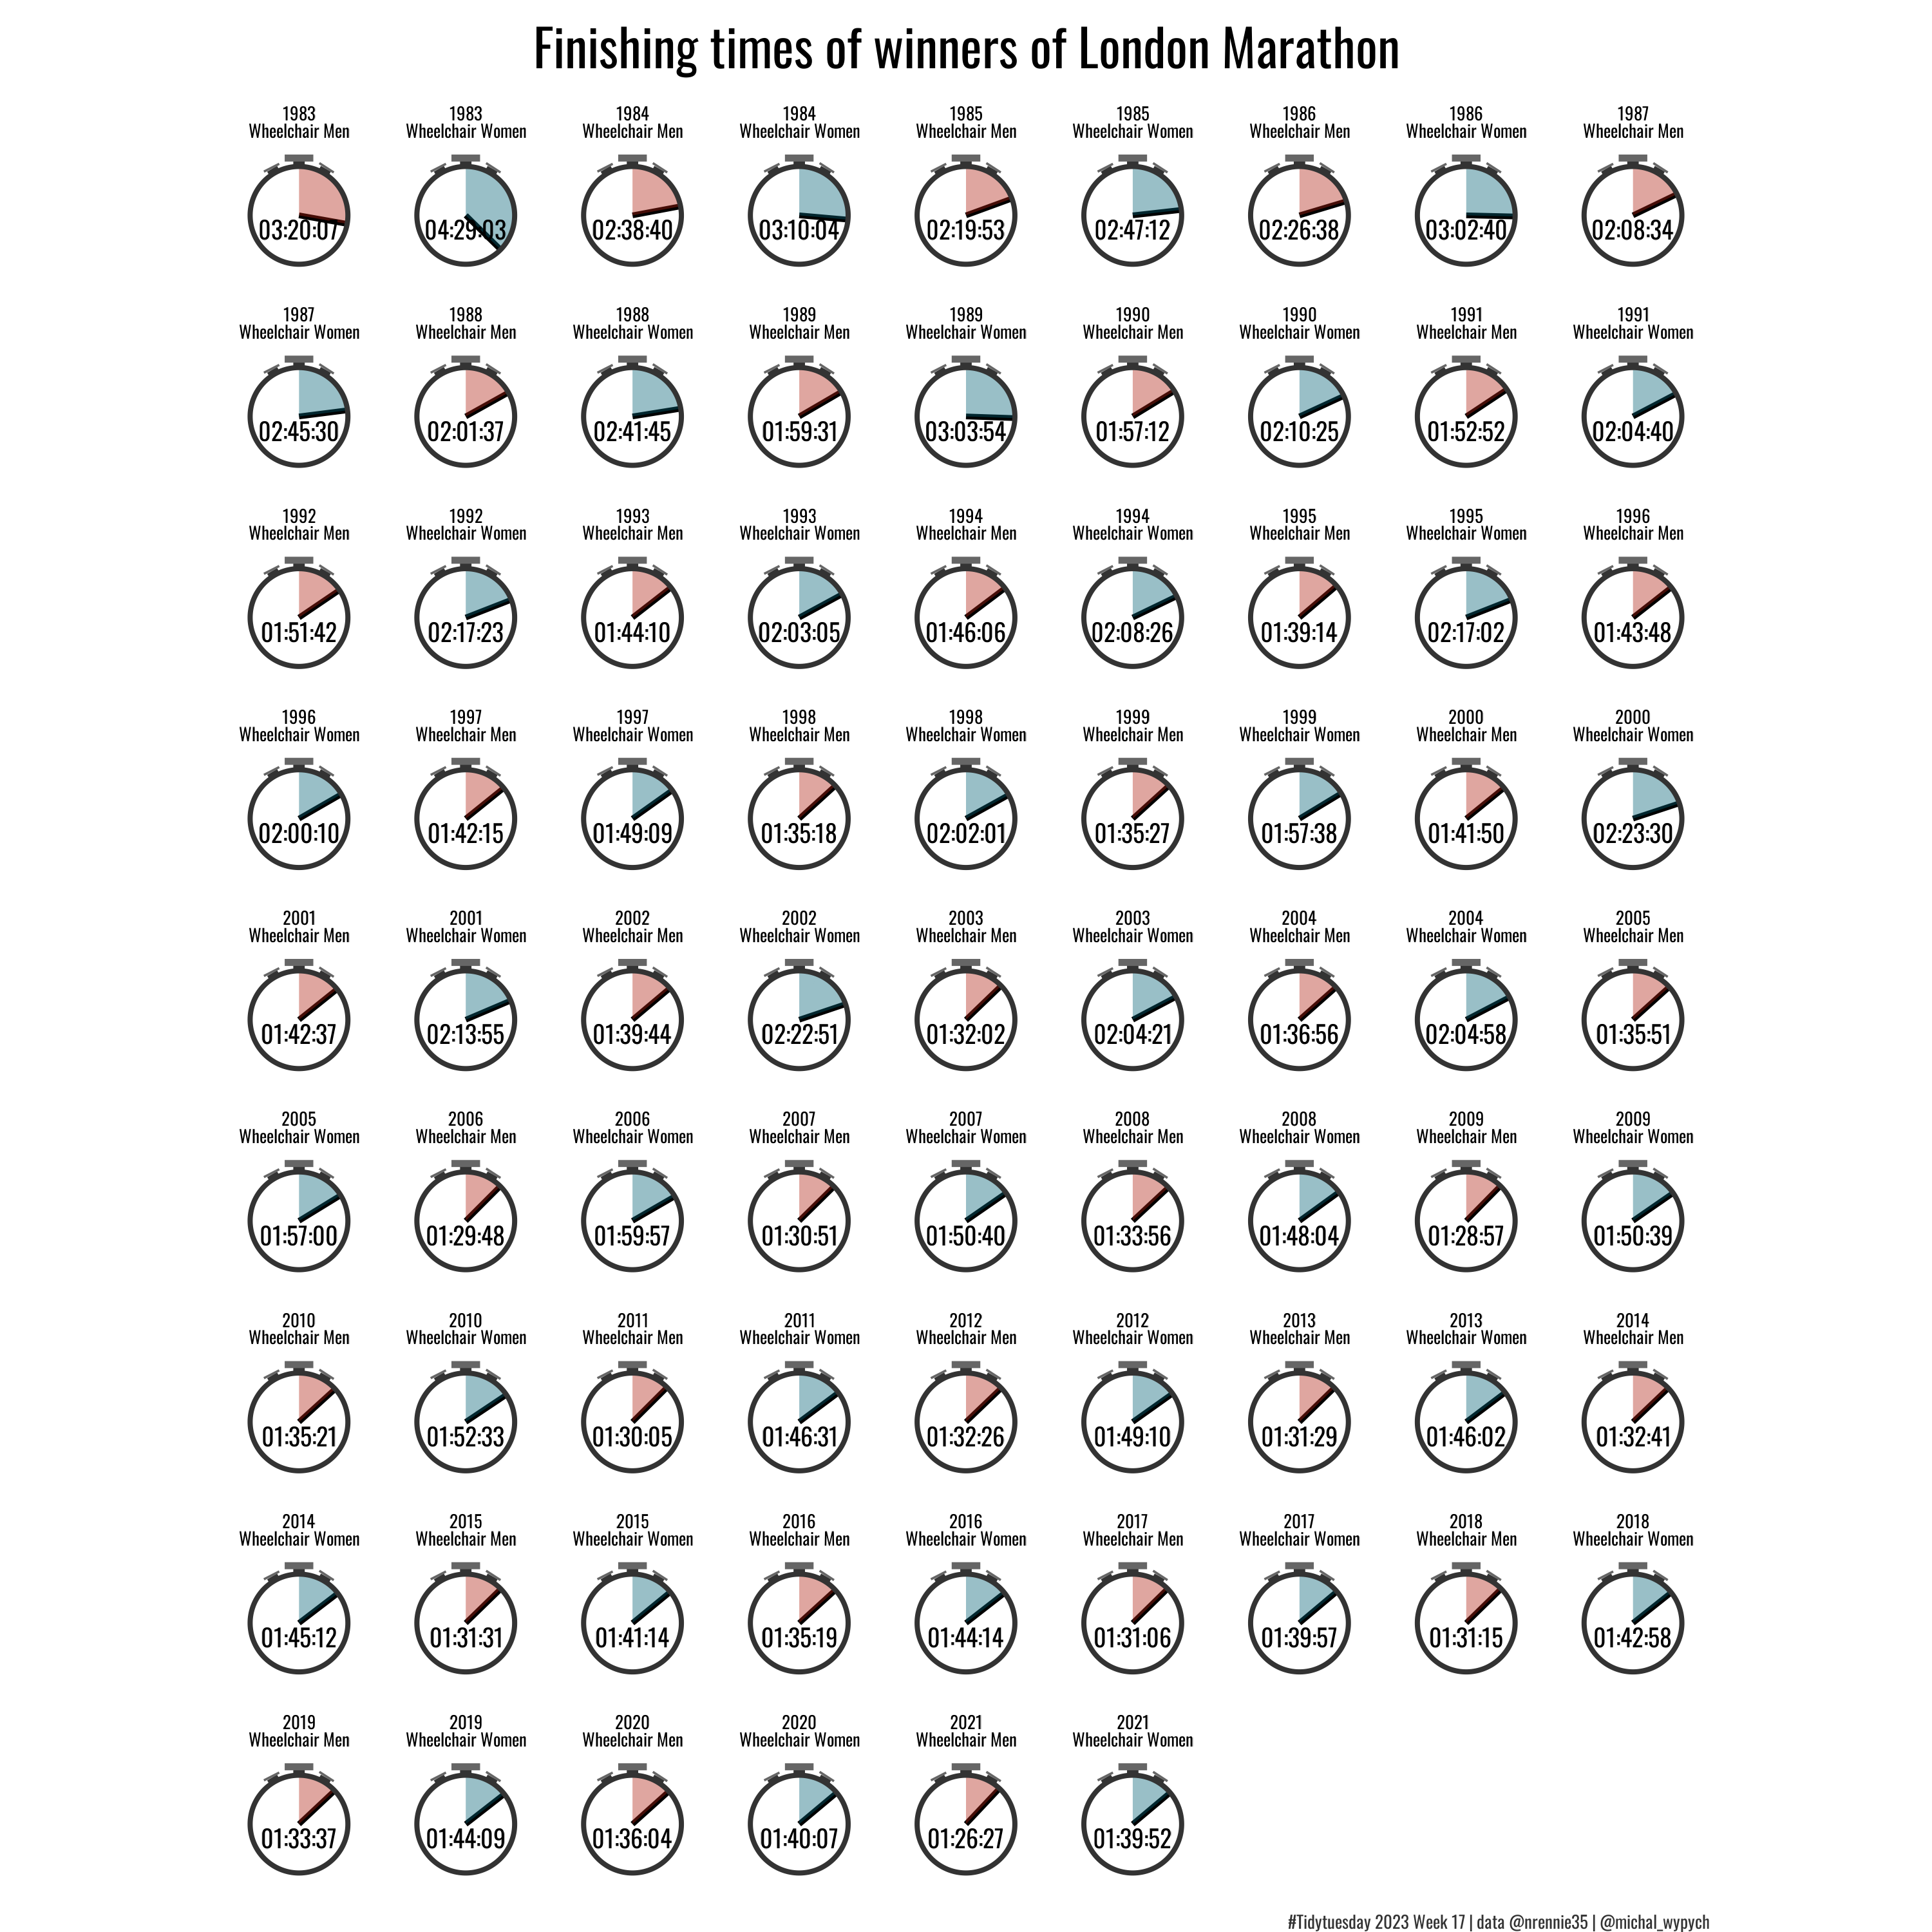 Finishing times of winners of London Marathon
1983
Wheelchair Men
03:20:07
1983
Wheelchair Women
04:29:03
1984
Wheelchair Men
02:38:40
1984
Wheelchair Women
03:10:04
1985
Wheelchair Men
02:19:53
1985
Wheelchair Women
02:47:12
1986
Wheelchair Men
02:26:38
1986
Wheelchair Women
03:02:40
1987
Wheelchair Men
02:08:34
1987
Wheelchair Women
02:45:30
1988
Wheelchair Men
02:01:37
1988
Wheelchair Women
02:41:45
1989
Wheelchair Men
01:59:31
1989
Wheelchair Women
03:03:54
1990
Wheelchair Men
01:57:12
1990
Wheelchair Women
02:10:25
1991
Wheelchair Men
01:52:52
1991
Wheelchair Women
02:04:40
1992
Wheelchair Men
01:51:42
1992
Wheelchair Women
02:17:23
1993
Wheelchair Men
01:44:10
1993
Wheelchair Women
02:03:05
1994
Wheelchair Men
01:46:06
1994
Wheelchair Women
02:08:26
1995
Wheelchair Men
01:39:14
1995
Wheelchair Women
02:17:02
1996
Wheelchair Men
01:43:48
1996
Wheelchair Women
02:00:10
1997
Wheelchair Men
01:42:15
1997
Wheelchair Women
01:49:09
1998
Wheelchair Men
01:35:18
1998
Wheelchair Women
02:02:01
1999
Wheelchair Men
01:35:27
1999
Wheelchair Women
01:57:38
2000
Wheelchair Men
01:41:50
2000
Wheelchair Women
02:23:30
2001
Wheelchair Men
01:42:37
2001
Wheelchair Women
02:13:55
2002
Wheelchair Men
01:39:44
2002
Wheelchair Women
02:22:51
2003
Wheelchair Men
01:32:02
2003
Wheelchair Women
02:04:21
2004
Wheelchair Men
01:36:56
2004
Wheelchair Women
02:04:58
2005
Wheelchair Men
01:35:51
2005
Wheelchair Women
01:57:00
2006
Wheelchair Men
01:29:48
2006
Wheelchair Women
01:59:57
2007
Wheelchair Men
01:30:51
2007
Wheelchair Women
01:50:40
2008
Wheelchair Men
01:33:56
2008
Wheelchair Women
01:48:04
2009
Wheelchair Men
01:28:57
2009
Wheelchair Women
01:50:39
2010
Wheelchair Men
01:35:21
2010
Wheelchair Women
01:52:33
2011
Wheelchair Men
01:30:05
2011
Wheelchair Women
01:46:31
2012
Wheelchair Men
01:32:26
2012
Wheelchair Women
01:49:10
2013
Wheelchair Men
01:31:29
2013
Wheelchair Women
01:46:02
2014
Wheelchair Men
01:32:41
2014
Wheelchair Women
01:45:12
2015
Wheelchair Men
01:31:31
2015
Wheelchair Women
01:41:14
2016
Wheelchair Men
01:35:19
2016
Wheelchair Women
01:44:14
2017
Wheelchair Men
01:31:06
2017
Wheelchair Women
01:39:57
2018
Wheelchair Men
01:31:15
2018
Wheelchair Women
01:42:58
2019
Wheelchair Men
01:33:37
2019
Wheelchair Women
01:44:09
2020
Wheelchair Men
01:36:04
2020
Wheelchair Women
01:40:07
2021
Wheelchair Men
01:26:27
2021
Wheelchair Women
01:39:52
#Tidytuesday 2023 Week 17 | data @nrennie35 | @michal_wypych